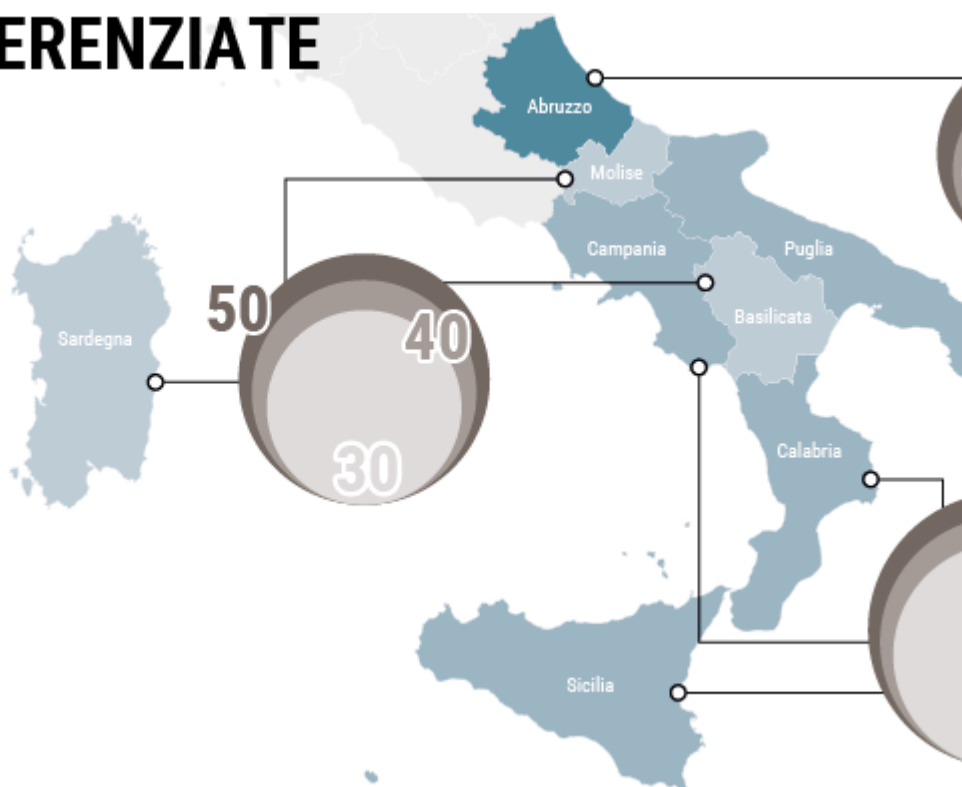 ERENZIATE
Abruzzo
Molise
Campania
Puglia
50
40
Basilicata
Sardegna
30
Calabria
Sicilia